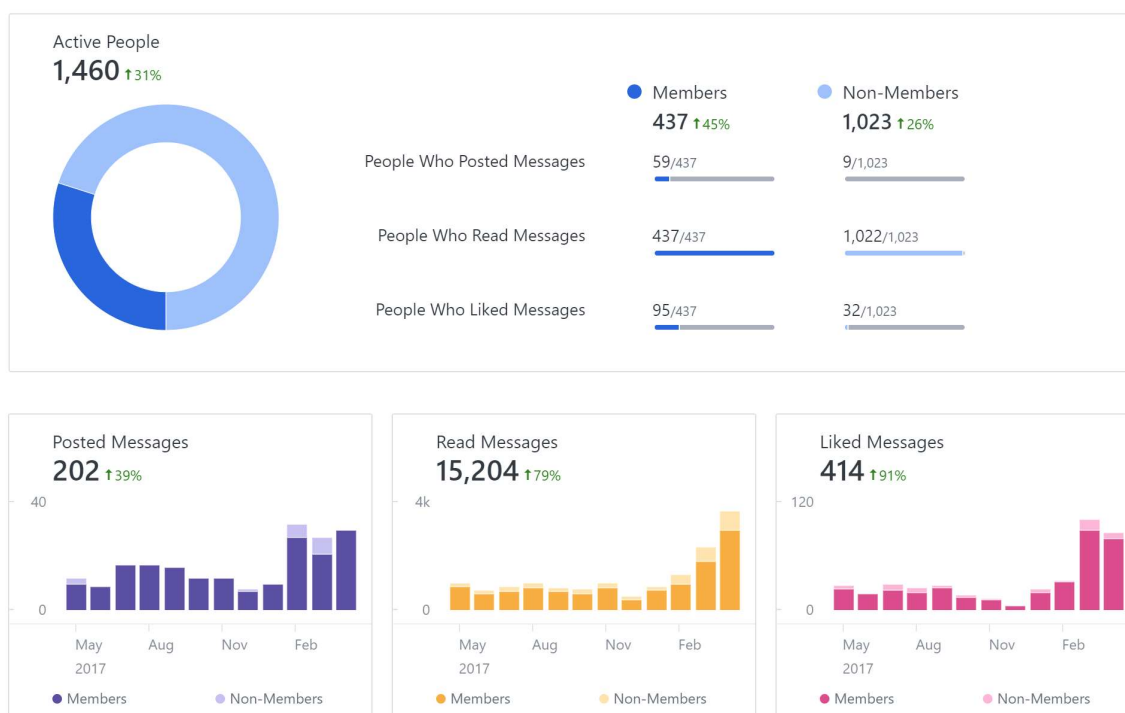 Active People
1,460 ↑31%
Members
Non-Members
437 ↑45%
1,023 ↑26%
People Who Posted Messages
59/437
9/1,023
People Who Read Messages
437/437
1,022/1,023
People Who Liked Messages
95/437
32/1,023
Posted Messages
202 ↑39%
40
0
May
Aug
Nov
Feb
2017
Members
Non-Members
Read Messages
15,204 ↑79%
4k
0
May
Aug
Nov
Feb
2017
Members
Non-Members
Liked Messages
414 ↑91%
120
0
May
Aug
Nov
Feb
2017
Members
Non-Members